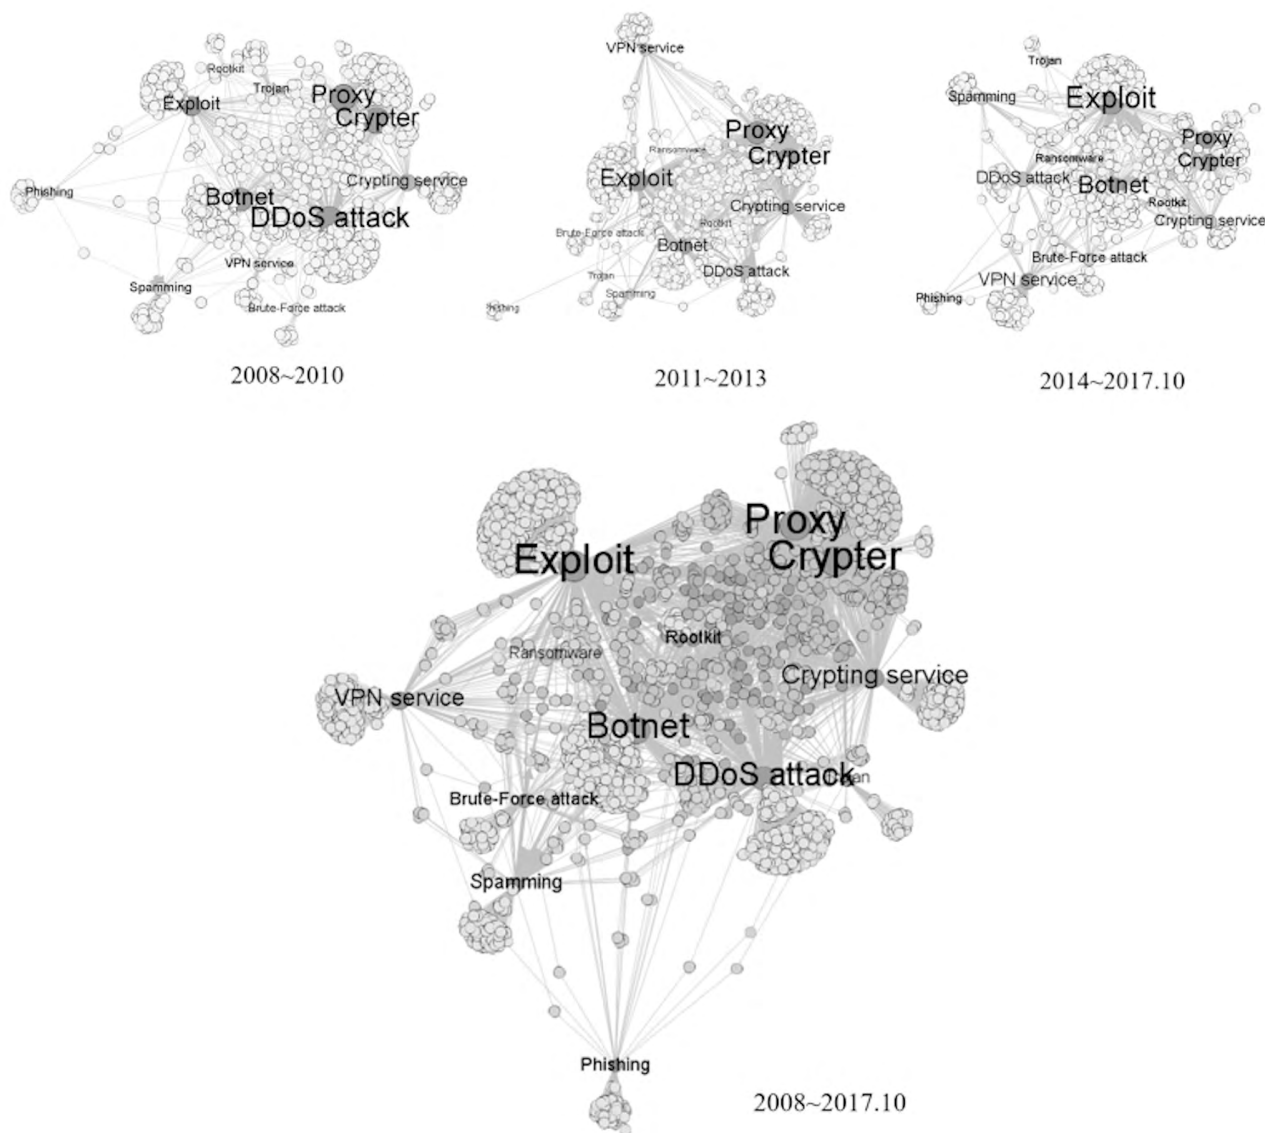 Rootkit
Trojan
Proxy
Exploit
Crypter
Crypting service
Phishing
Botnet
DDoS attack
VPN service
Spamming
Brute-Force attack
2008~2010
VPN service
Proxy
Ransomware
Crypter
Exploit
Crypting service
Rootkit
Brute-Force attack
Botnet
DDoS attack
Trojan
Spamming
Phishing
2011~2013
Trojan
Spamming
Exploit
Proxy
Ransomware
Crypter
DDoS attack
Botnet
Rootkit
Crypting service
Brute-Force attack
VPN service
Phishing
2014~2017.10
Proxy
Exploit
Crypter
Rootkit
Ransomware
Crypting service
VPN service
Botnet
DDoS attack
Trojan
Brute-Force attack
Spamming
Phishing
2008~2017.10